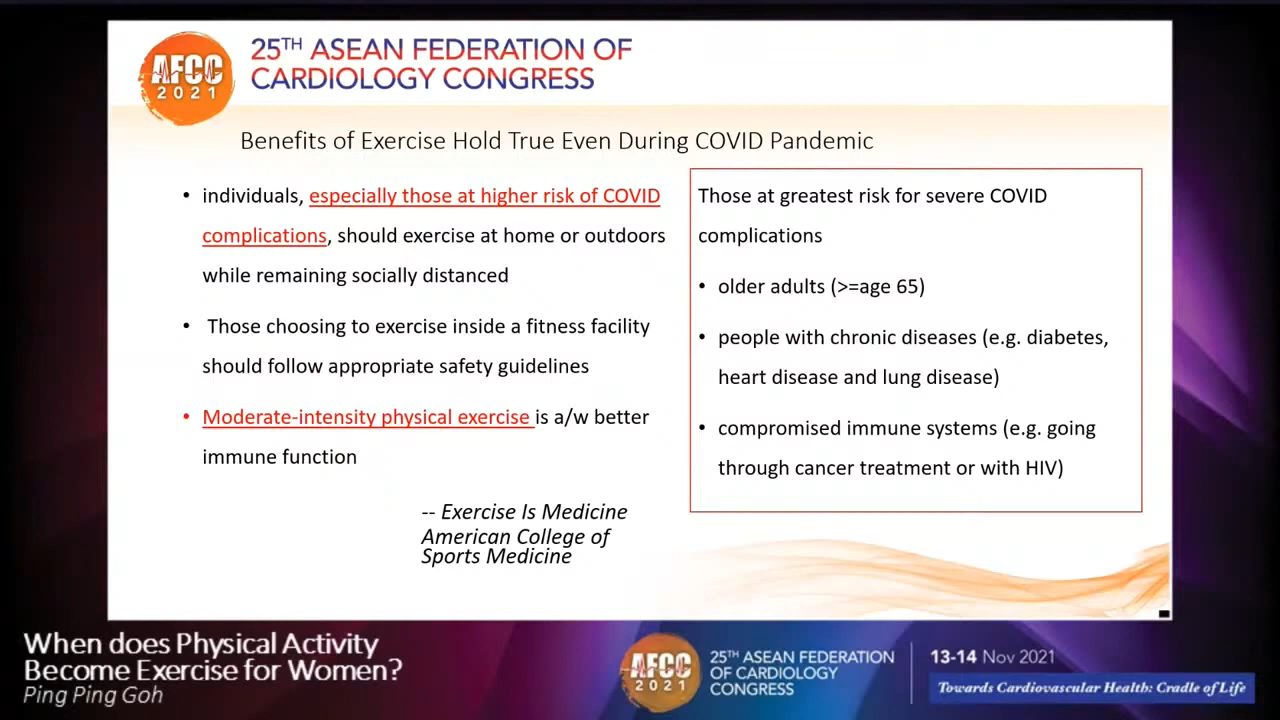 AFCC
2021
25TH ASEAN FEDERATION OF
CARDIOLOGY CONGRESS
Benefits of Exercise Hold True Even During COVID Pandemic
• individuals, especially those at higher risk of COVID
complications, should exercise at home or outdoors
while remaining socially distanced
• Those choosing to exercise inside a fitness facility
should follow appropriate safety guidelines
• Moderate-intensity physical exercise is a/w better
immune function
-- Exercise Is Medicine
American College of
Sports Medicine
Those at greatest risk for severe COVID
complications
• older adults (>=age 65)
• people with chronic diseases (e.g. diabetes,
heart disease and lung disease)
• compromised immune systems (e.g. going
through cancer treatment or with HIV)
When does Physical Activity
Become Exercise for Women?
Ping Ping Goh
AFCC
2021
25TH ASEAN FEDERATION
OF CARDIOLOGY
CONGRESS
13-14 Nov 2021
Towards Cardiovascular Health: Cradle of Life